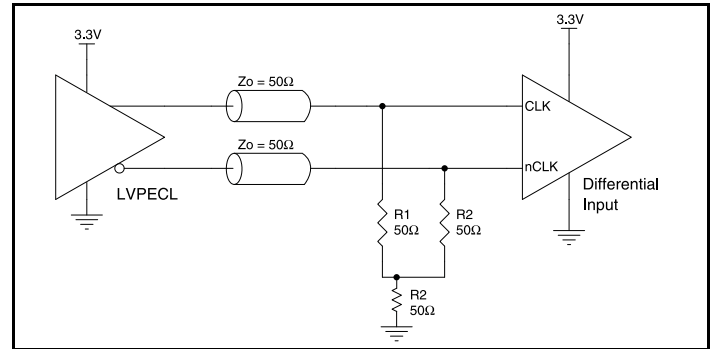 3.3V
3.3V
Zo = 50Ω
CLK
Zo = 50Ω
nCLK
LVPECL
Differential
Input
R1
50Ω
R2
50Ω
R2
50Ω